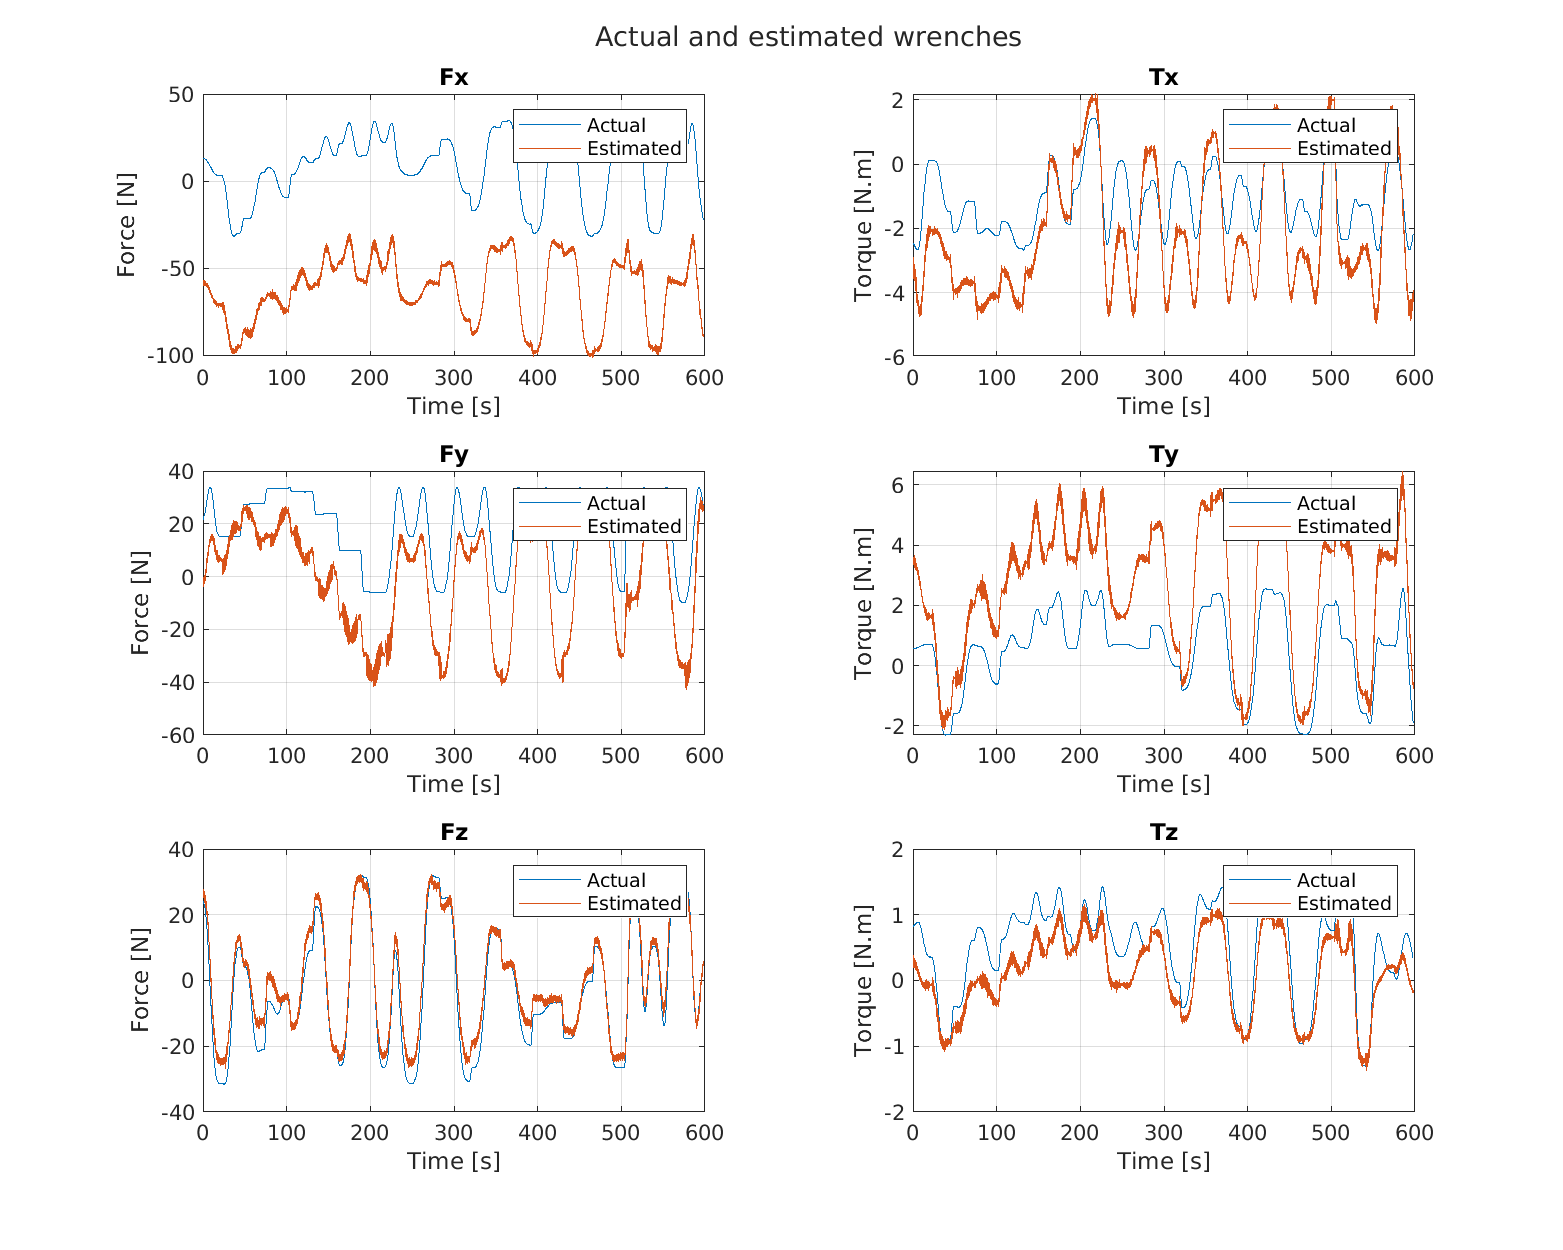 Actual and estimated wrenches
Fx
50
0
-50
-100
Force [N]
Actual
Estimated
0 100 200 300 400 500 600
Time [s]
Tx
2
0
-2
-4
-6
Torque [N.m]
Actual
Estimated
0 100 200 300 400 500 600
Time [s]
Fy
40
20
0
-20
-40
-60
Force [N]
Actual
Estimated
0 100 200 300 400 500 600
Time [s]
Ty
6
4
2
0
-2
Torque [N.m]
Actual
Estimated
0 100 200 300 400 500 600
Time [s]
Fz
40
20
0
-20
-40
Force [N]
Actual
Estimated
0 100 200 300 400 500 600
Time [s]
Tz
2
1
0
-1
-2
Torque [N.m]
Actual
Estimated
0 100 200 300 400 500 600
Time [s]